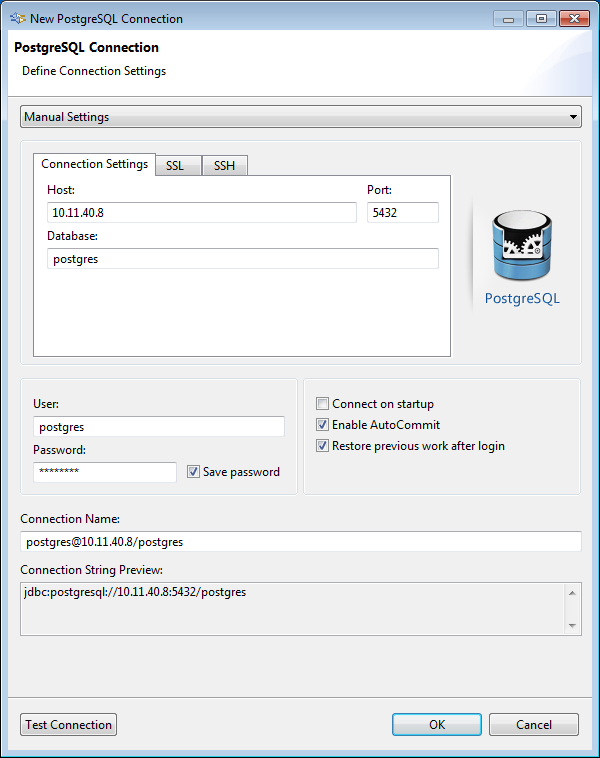 New PostgreSQL Connection
PostgreSQL Connection
Define Connection Settings
Manual Settings
Connection Settings SSL SSH
Host: Port:
10.11.40.8 5432
Database:
postgres
PostgreSQL
User:
postgres
Password:
********
Save password
Connect on startup
Enable AutoCommit
Restore previous work after login
Connection Name:
postgres@10.11.40.8/postgres
Connection String Preview:
jdbc:postgresql://10.11.40.8:5432/postgres
Test Connection OK Cancel